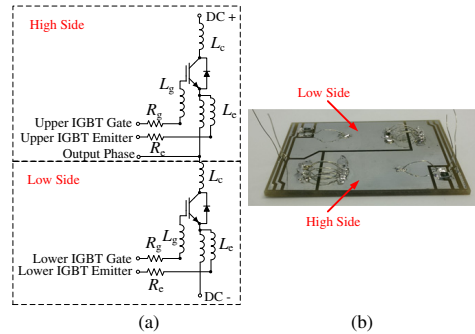 DC +
High Side
Lc
Lg
Rg
Le
Upper IGBT Gate
Upper IGBT Emitter
Re
Output Phase
Low Side
Lc
Lg
Rg
Le
Lower IGBT Gate
Lower IGBT Emitter
Re
DC -
(a)
Low Side
High Side
(b)